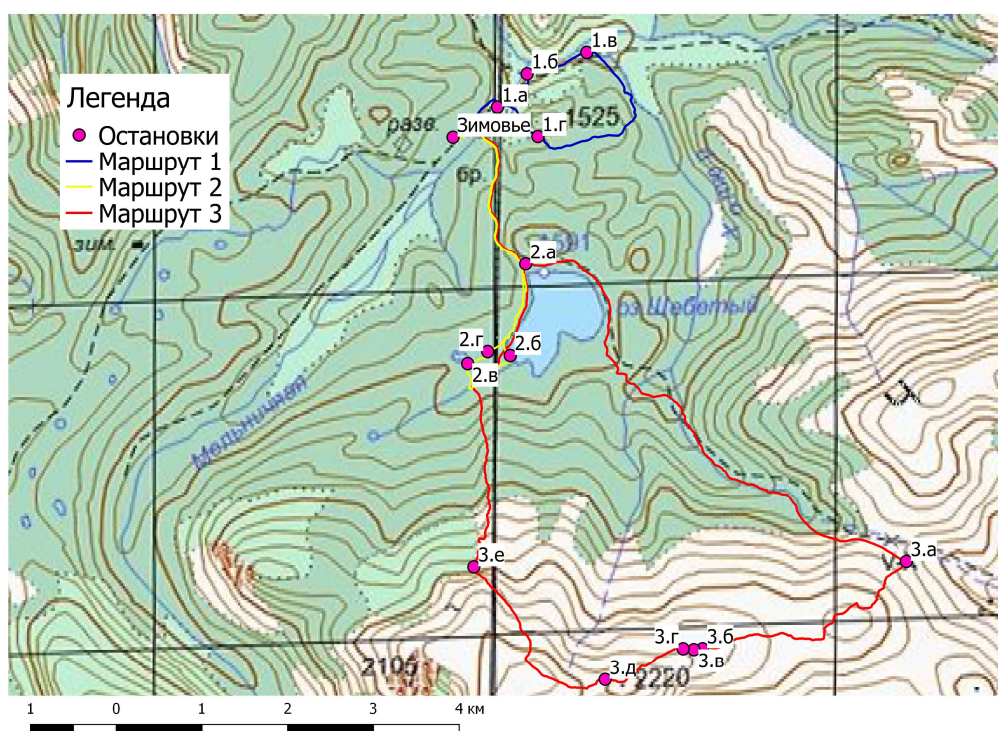 1.в
1.б
1.а
Легенда
Остановки
Маршрут 1
Маршрут 2
Маршрут 3
разв.
Зимовье
1.г
1525
бр.
зим.
1591
2.а
оз.Щебетый
2.г
2.б
2.в
Мельничная
3.е
3.а
3.г
3.б
3.в
3.д
2105
2220
1
0
1
2
3
4 км